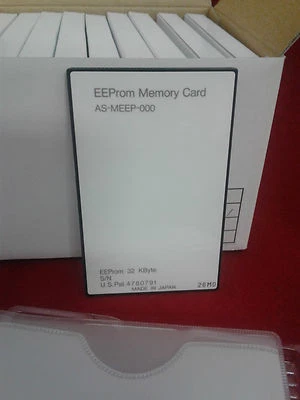 EEProm Memory Card
AS-MEEP-000
EEProm 32 KByte
S/N
U.S.Pat.4780791
MADE IN JAPAN
26M0